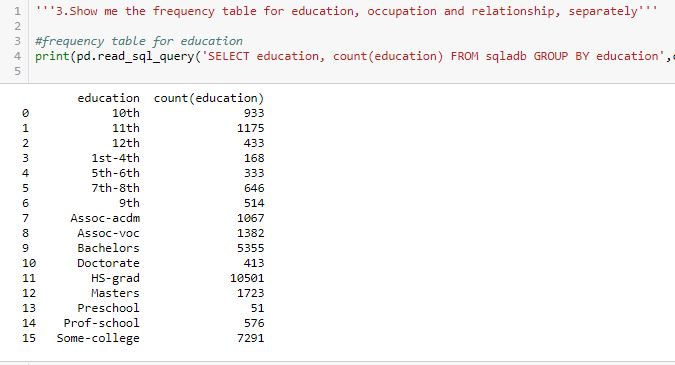 1 '''3.Show me the frequency table for education, occupation and relationship, separately'''
2
3 #frequency table for education
4 print(pd.read_sql_query('SELECT education, count(education) FROM sqladb GROUP BY education',
5
education count(education)
0 10th 933
1 11th 1175
2 12th 433
3 1st-4th 168
4 5th-6th 333
5 7th-8th 646
6 9th 514
7 Assoc-acdm 1067
8 Assoc-voc 1382
9 Bachelors 5355
10 Doctorate 413
11 HS-grad 10501
12 Masters 1723
13 Preschool 51
14 Prof-school 576
15 Some-college 7291